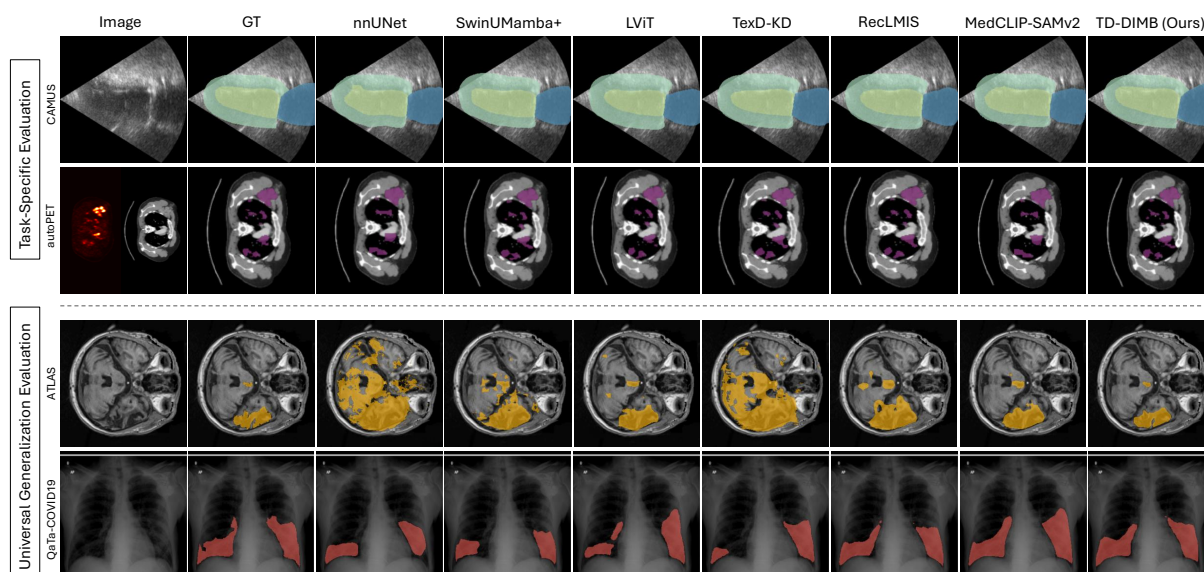 Image GT nnUNet SwinUMamba+ LViT TexD-KD RecLMIS MedCLIP-SAMv2 TD-DIMB (Ours)
Task-Specific Evaluation
CAMUS
autoPET
Universal Generalization Evaluation
ATLAS
QaTa-COVID19